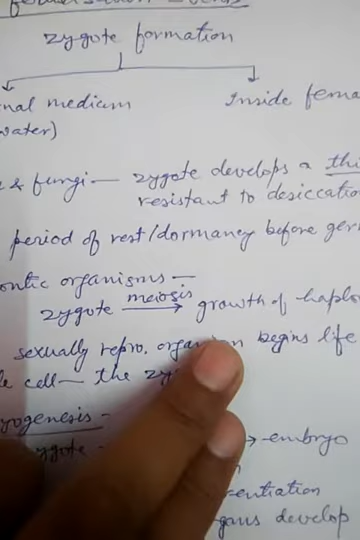 zygote formation
nal medium
Inside fema
water)
& fungi — zygote develops a thi
resistant to desiccatio
period of rest/dormancy before ger
ontic organisms —
zygote meiosis → growth of haplo
sexually repro. organ begins life
le cell — the zy
yogenesis -
→ embryo
entiation
gans develop